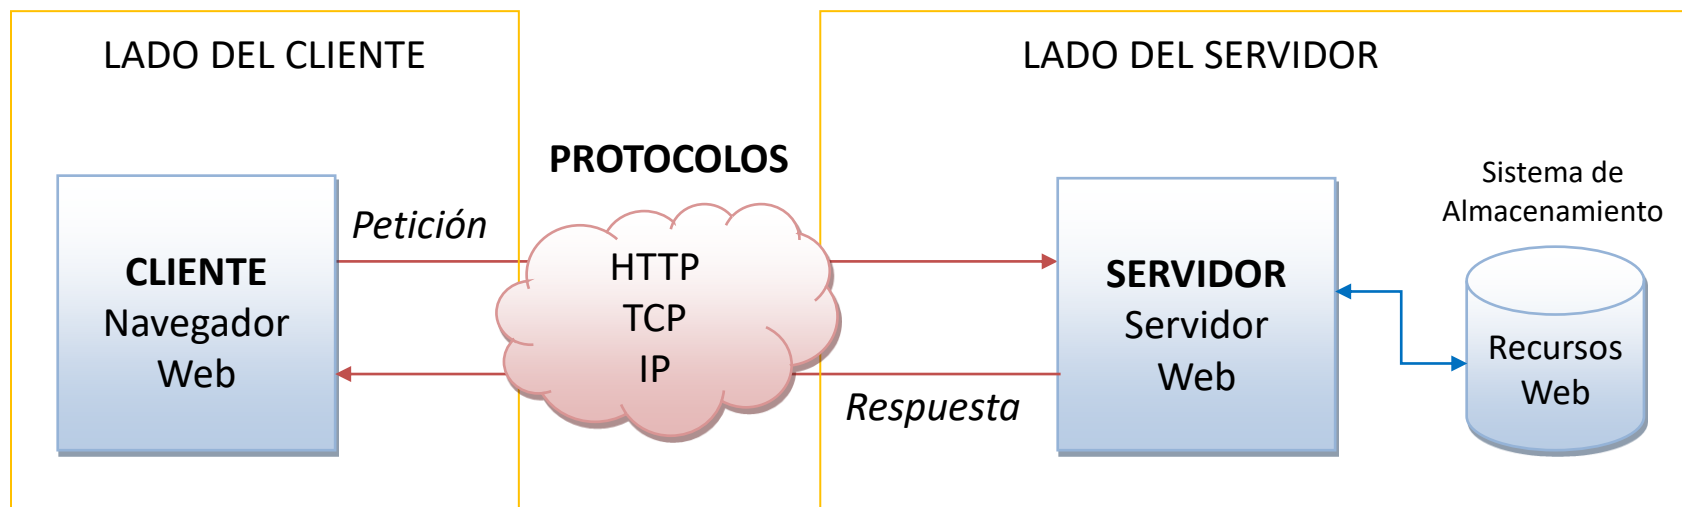 LADO DEL CLIENTE
LADO DEL SERVIDOR
PROTOCOLOS
Petición
CLIENTE
Navegador
Web
HTTP
TCP
IP
Respuesta
SERVIDOR
Servidor
Web
Sistema de
Almacenamiento
Recursos
Web